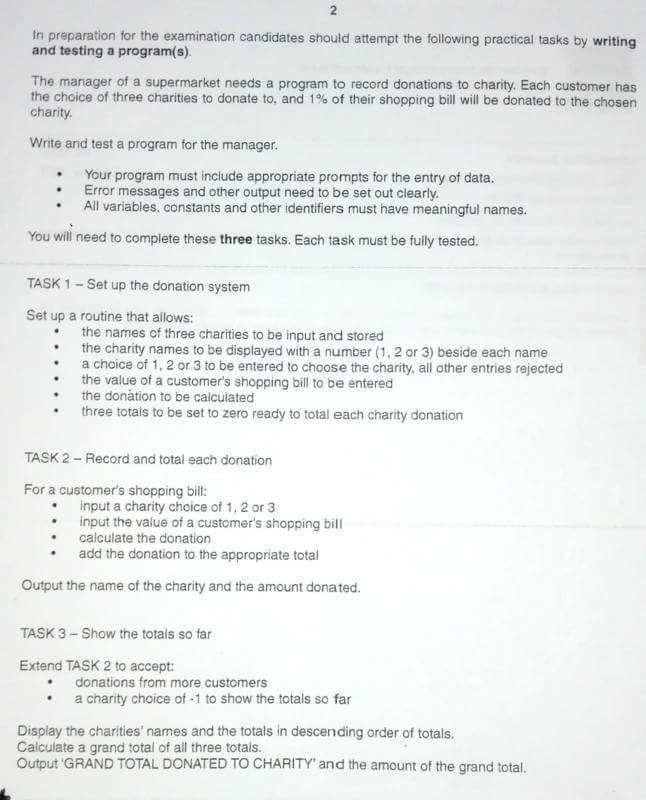 2
In preparation for the examination candidates should attempt the following practical tasks by writing
and testing a program(s).
The manager of a supermarket needs a program to record donations to charity. Each customer has
the choice of three charities to donate to, and 1% of their shopping bill will be donated to the chosen
charity.
Write and test a program for the manager.
• Your program must include appropriate prompts for the entry of data.
• Error messages and other output need to be set out clearly.
• All variables, constants and other identifiers must have meaningful names.
You will need to complete these three tasks. Each task must be fully tested.
TASK 1 – Set up the donation system
Set up a routine that allows:
• the names of three charities to be input and stored
• the charity names to be displayed with a number (1, 2 or 3) beside each name
• a choice of 1, 2 or 3 to be entered to choose the charity, all other entries rejected
• the value of a customer's shopping bill to be entered
• the donation to be calculated
• three totals to be set to zero ready to total each charity donation
TASK 2 – Record and total each donation
For a customer's shopping bill:
• input a charity choice of 1, 2 or 3
• input the value of a customer's shopping bill
• calculate the donation
• add the donation to the appropriate total
Output the name of the charity and the amount donated.
TASK 3 – Show the totals so far
Extend TASK 2 to accept:
• donations from more customers
• a charity choice of -1 to show the totals so far
Display the charities' names and the totals in descending order of totals.
Calculate a grand total of all three totals.
Output 'GRAND TOTAL DONATED TO CHARITY' and the amount of the grand total.